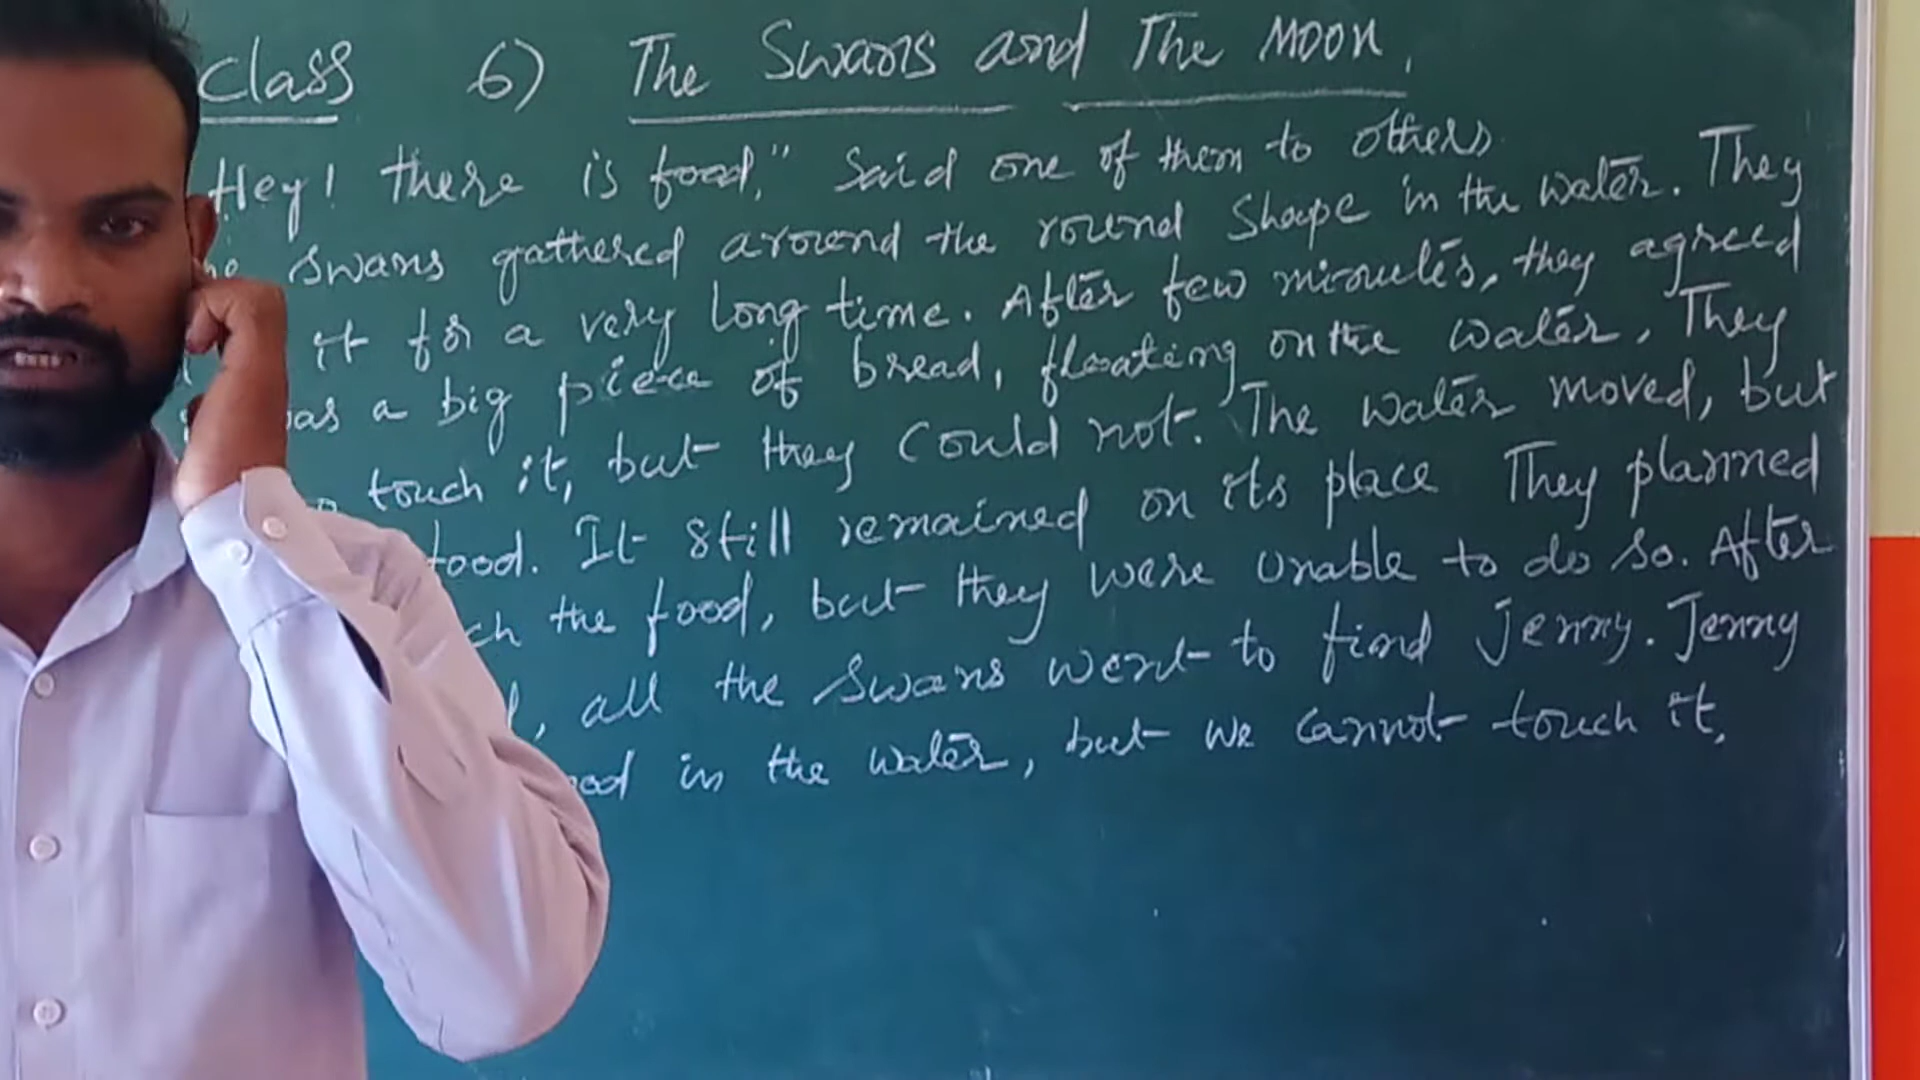 Class 6) The Swans and The Moon.
Hey! there is food," Said one of them to others.
swans gathered around the round Shape in the water. They
it for a very long time. After few minutes, they agreed
a big piece of bread, floating on the water. They
touch it, but they could not. The water moved, but
food. It still remained on its place They planned
the food, but they were unable to do so. After
, all the swans went to find Jenny. Jenny
in the water, but we cannot touch it.